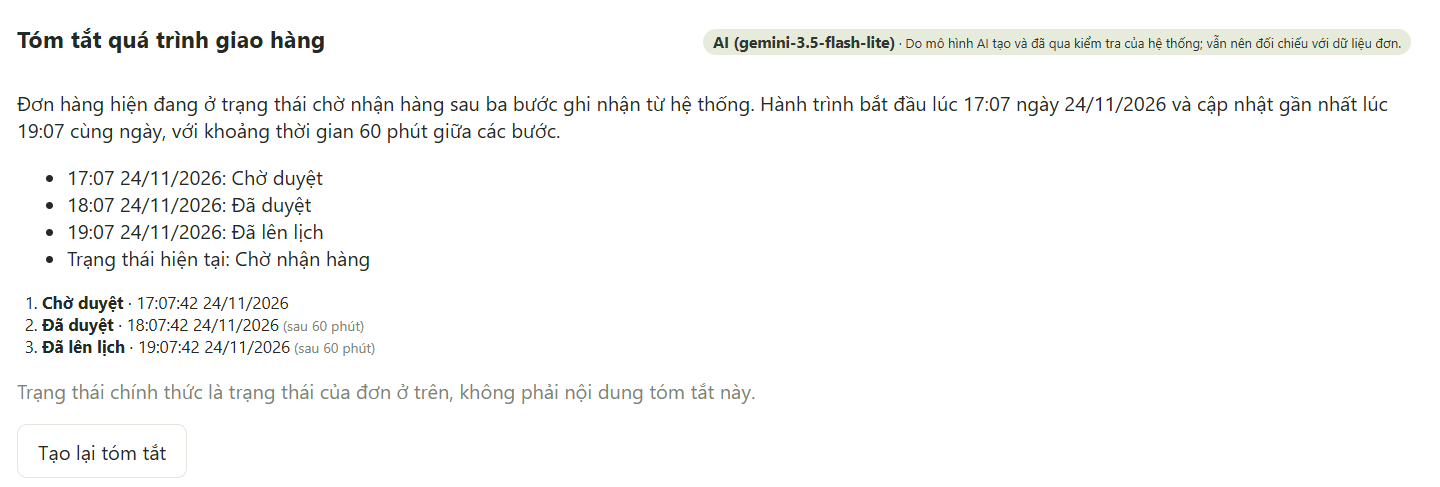 Tóm tắt quá trình giao hàng
AI (gemini-3.5-flash-lite) · Do mô hình AI tạo và đã qua kiểm tra của hệ thống; vẫn nên đối chiếu với dữ liệu đơn.
Đơn hàng hiện đang ở trạng thái chờ nhận hàng sau ba bước ghi nhận từ hệ thống. Hành trình bắt đầu lúc 17:07 ngày 24/11/2026 và cập nhật gần nhất lúc
19:07 cùng ngày, với khoảng thời gian 60 phút giữa các bước.
• 17:07 24/11/2026: Chờ duyệt
• 18:07 24/11/2026: Đã duyệt
• 19:07 24/11/2026: Đã lên lịch
• Trạng thái hiện tại: Chờ nhận hàng
1. Chờ duyệt · 17:07:42 24/11/2026
2. Đã duyệt · 18:07:42 24/11/2026 (sau 60 phút)
3. Đã lên lịch · 19:07:42 24/11/2026 (sau 60 phút)
Trạng thái chính thức là trạng thái của đơn ở trên, không phải nội dung tóm tắt này.
Tạo lại tóm tắt